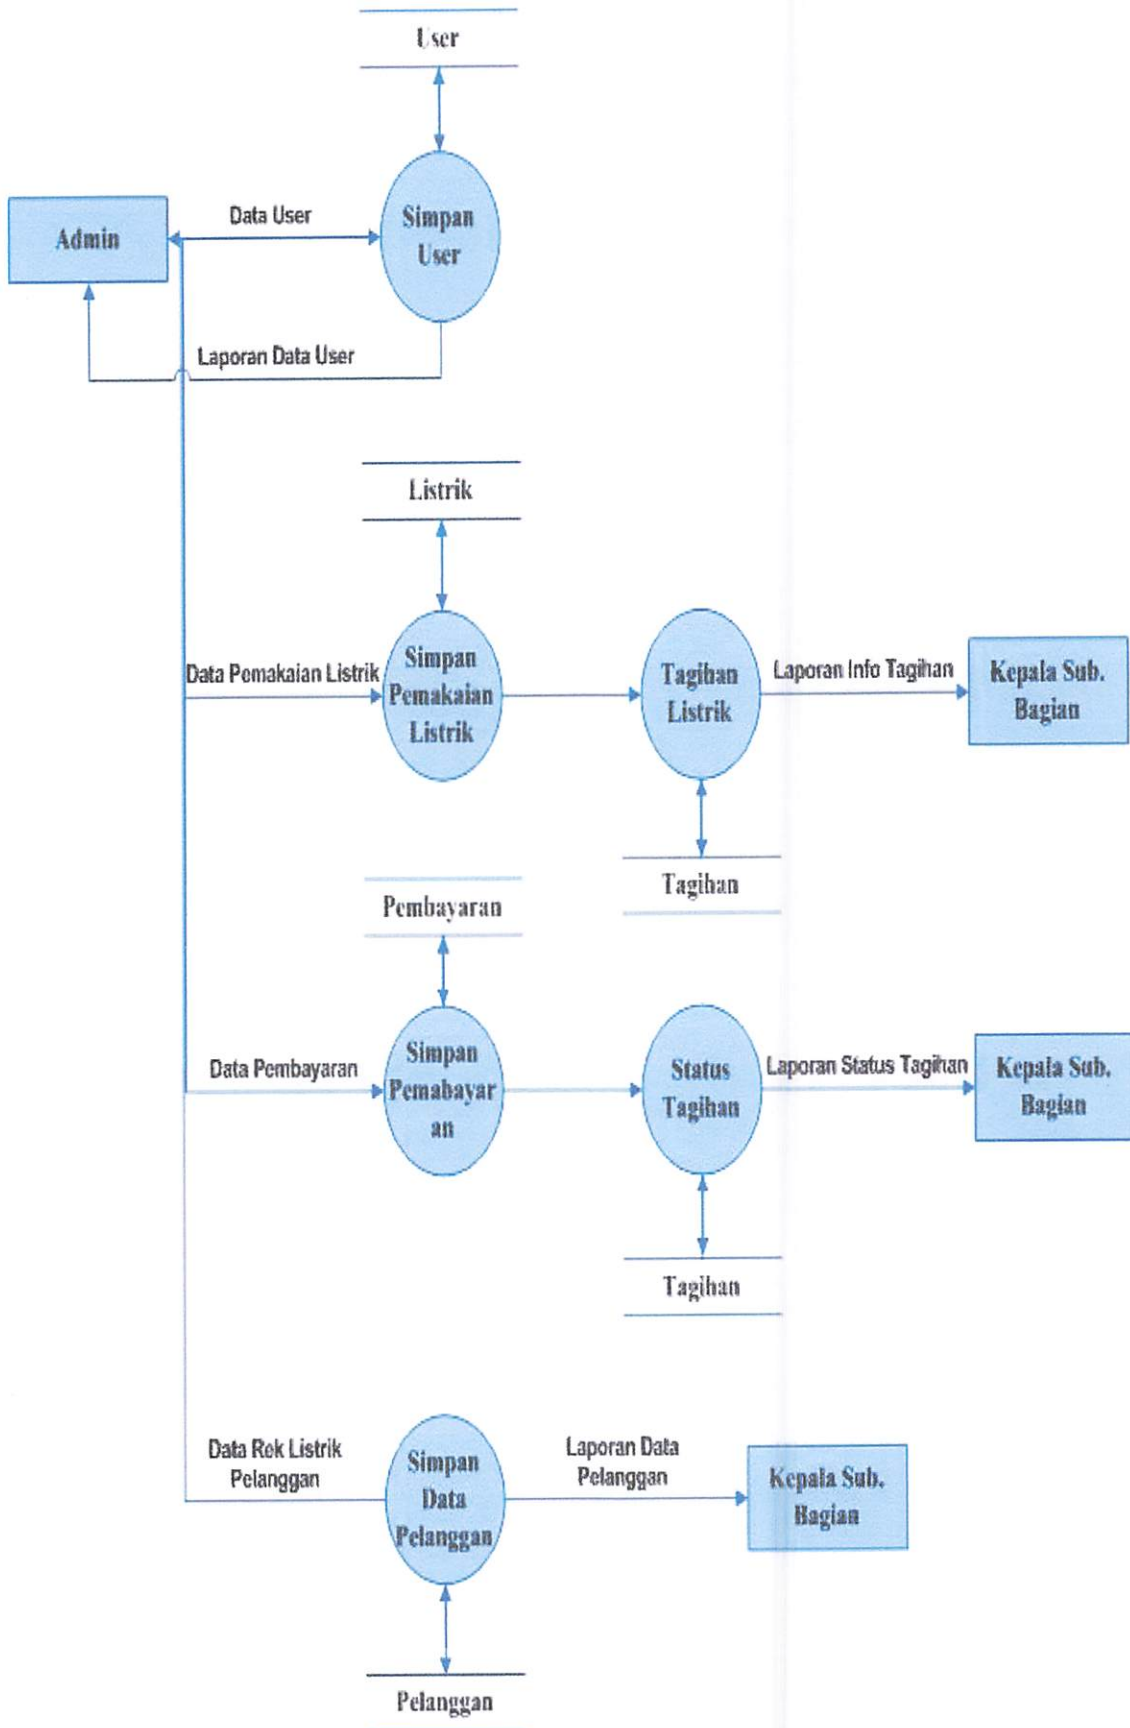 User
Admin
Data User
Simpan
User
Laporan Data User
Listrik
Data Pemakaian Listrik
Simpan
Pemakaian
Listrik
Tagihan
Listrik
Laporan Info Tagihan
Kepala Sub.
Bagian
Tagihan
Pembayaran
Data Pembayaran
Simpan
Pemabayar
an
Status
Tagihan
Laporan Status Tagihan
Kepala Sub.
Bagian
Tagihan
Data Rek Listrik
Pelanggan
Simpan
Data
Pelanggan
Laporan Data
Pelanggan
Kepala Sub.
Bagian
Pelanggan